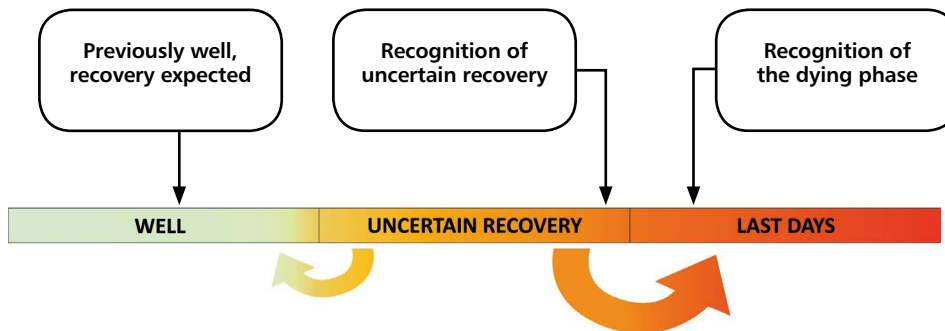 Previously well,
recovery expected
Recognition of
uncertain recovery
Recognition of
the dying phase
WELL
UNCERTAIN RECOVERY
LAST DAYS